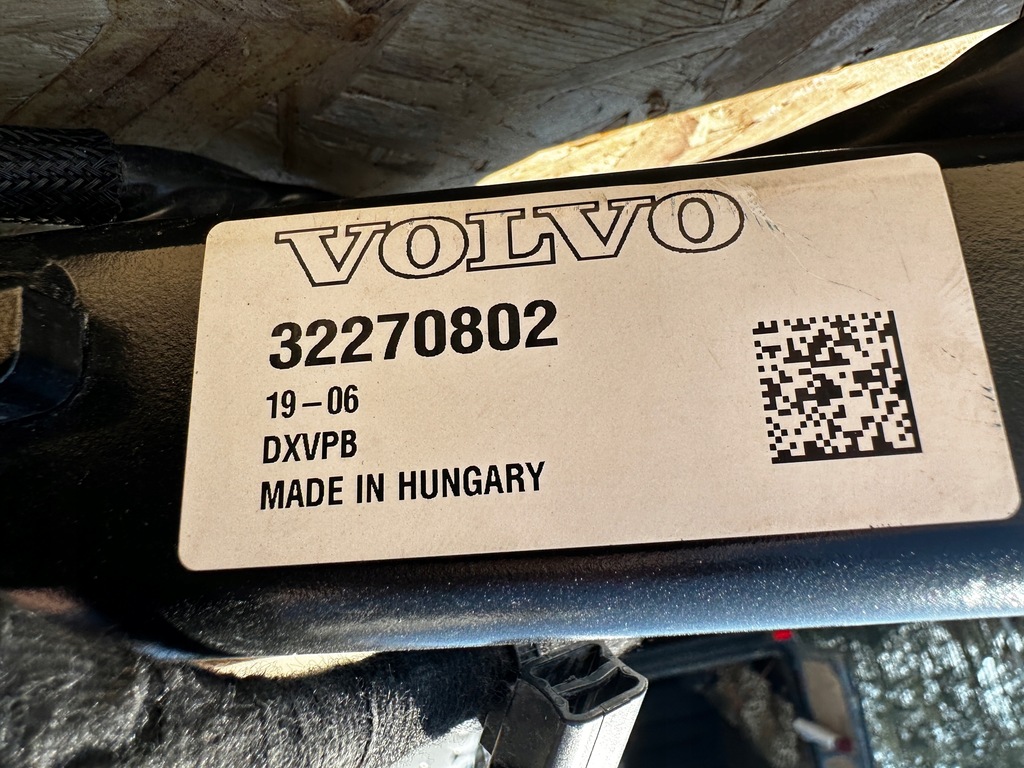 VOLVO
32270802
19-06
DXVPB
MADE IN HUNGARY